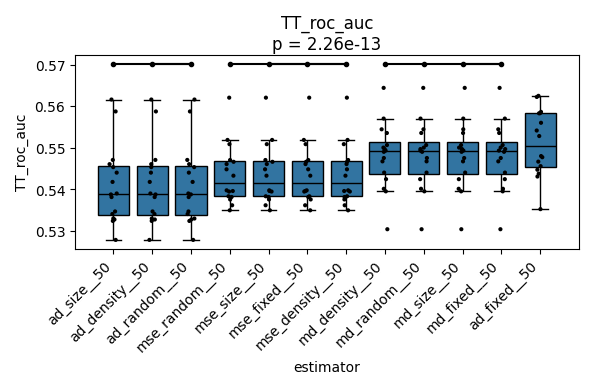 TT_roc_auc
p = 2.26e-13
TT_roc_auc
0.57
0.56
0.55
0.54
0.53
ad_size__50
ad_density__50
ad_random__50
mse_random__50
mse_size__50
mse_fixed__50
mse_density__50
md_density__50
md_random__50
md_size__50
md_fixed__50
ad_fixed__50
estimator